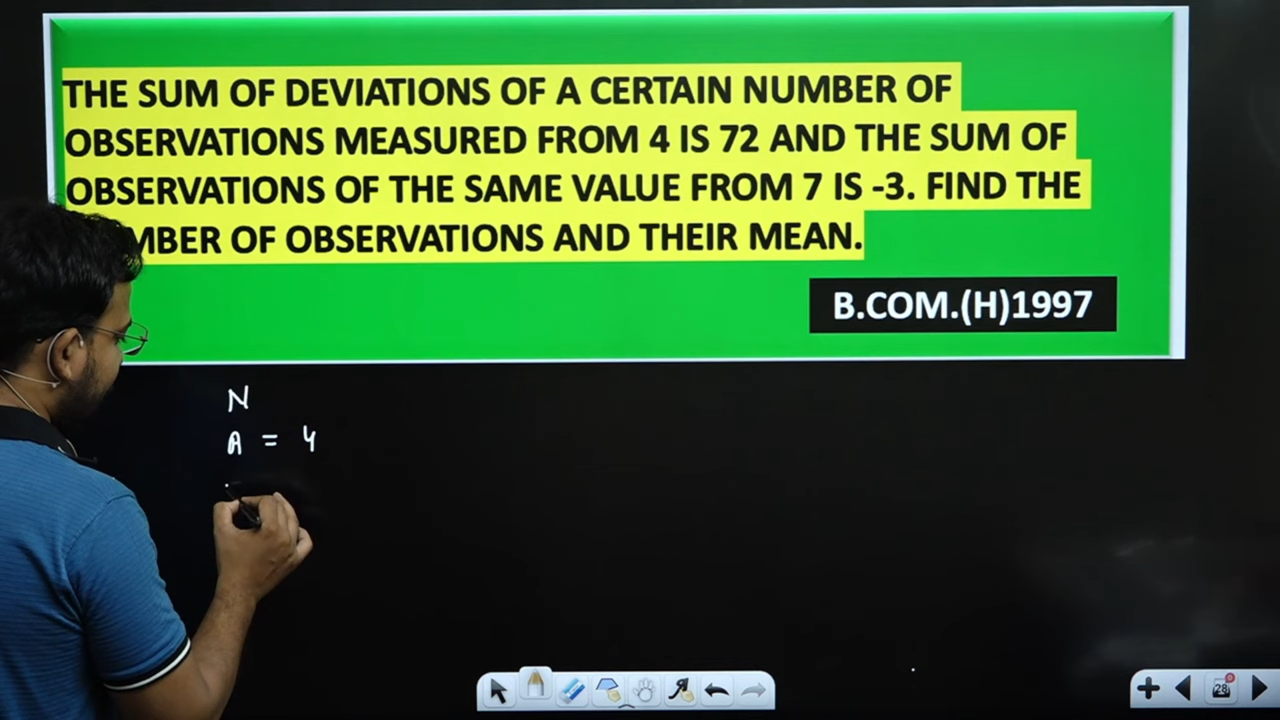 THE SUM OF DEVIATIONS OF A CERTAIN NUMBER OF
OBSERVATIONS MEASURED FROM 4 IS 72 AND THE SUM OF
OBSERVATIONS OF THE SAME VALUE FROM 7 IS -3. FIND THE
MBER OF OBSERVATIONS AND THEIR MEAN.
B.COM.(H)1997
N
A = 4
28